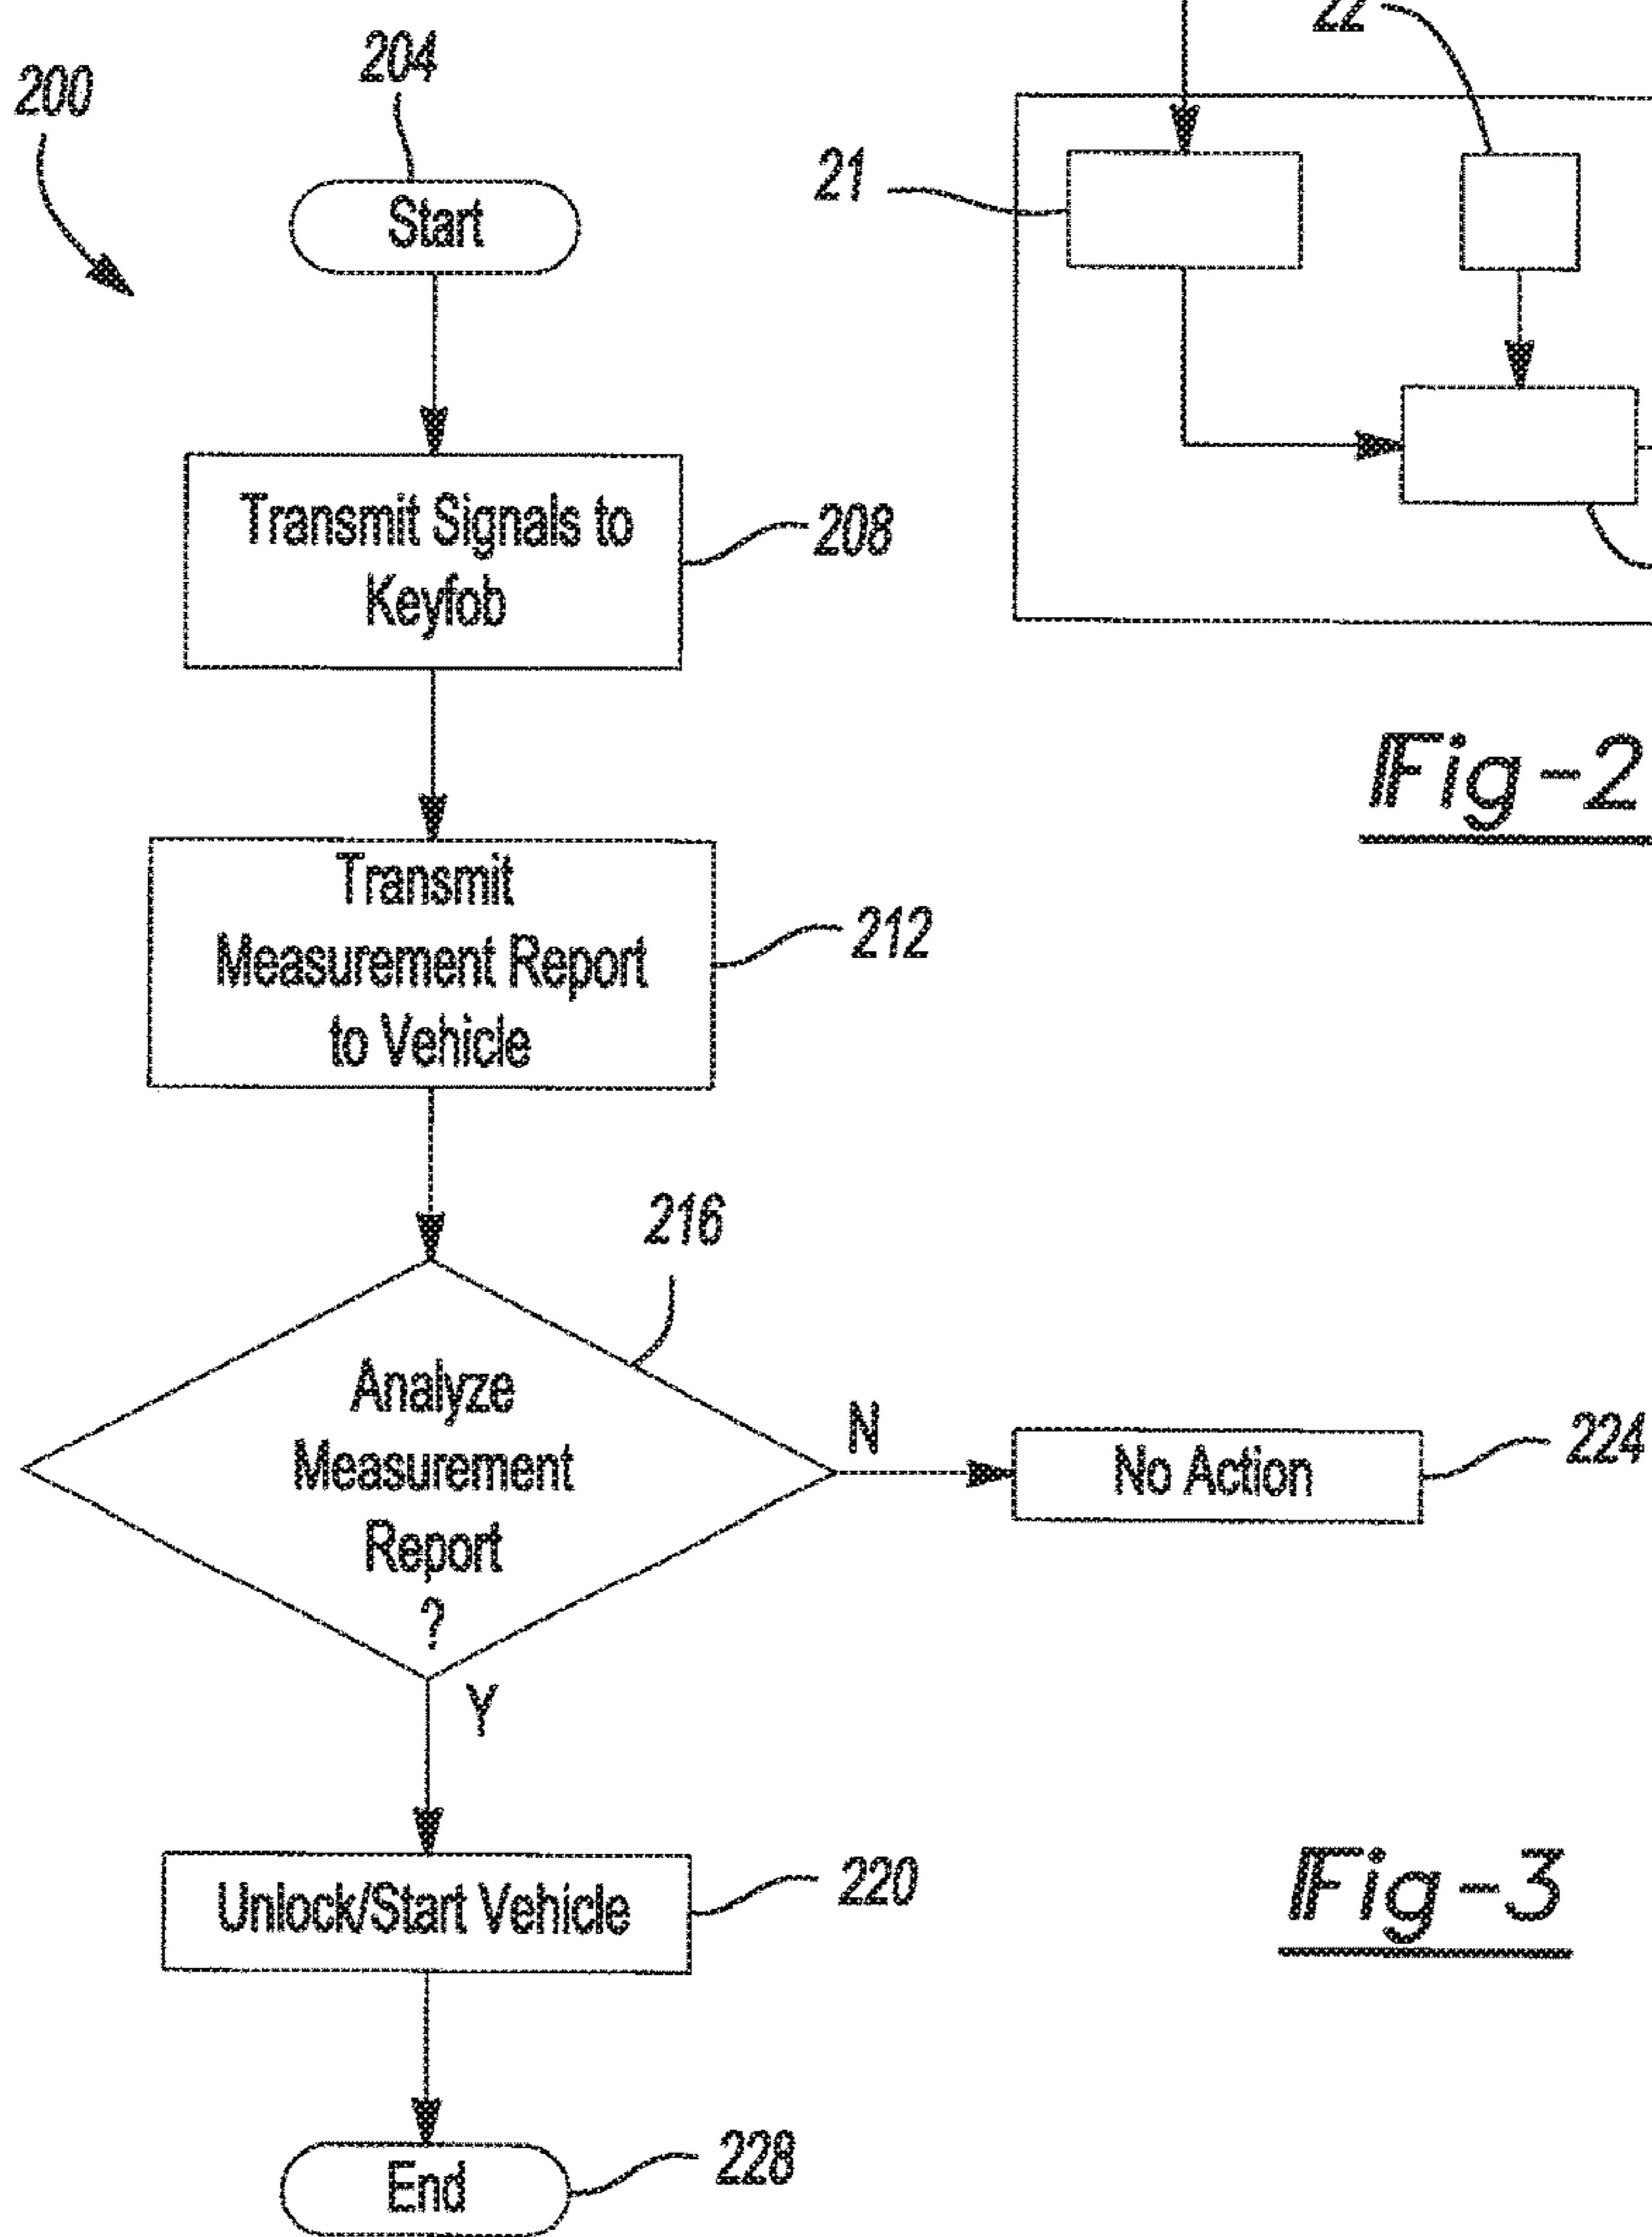 200
204
Start
Transmit Signals to
Keyfob
208
Transmit
Measurement Report
to Vehicle
212
216
Analyze
Measurement
Report
?
N
No Action
224
Y
Unlock/Start Vehicle
220
End
228
22
21
Fig-2
Fig-3